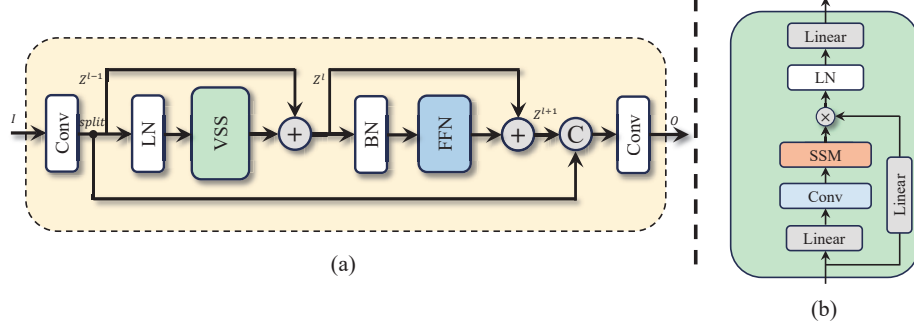 I
Conv
split
Z^{l-1}
LN
VSS
+
Z^{l}
BN
FFN
+
Z^{l+1}
C
Conv
O
(a)
Linear
LN
×
SSM
Conv
Linear
Linear
(b)